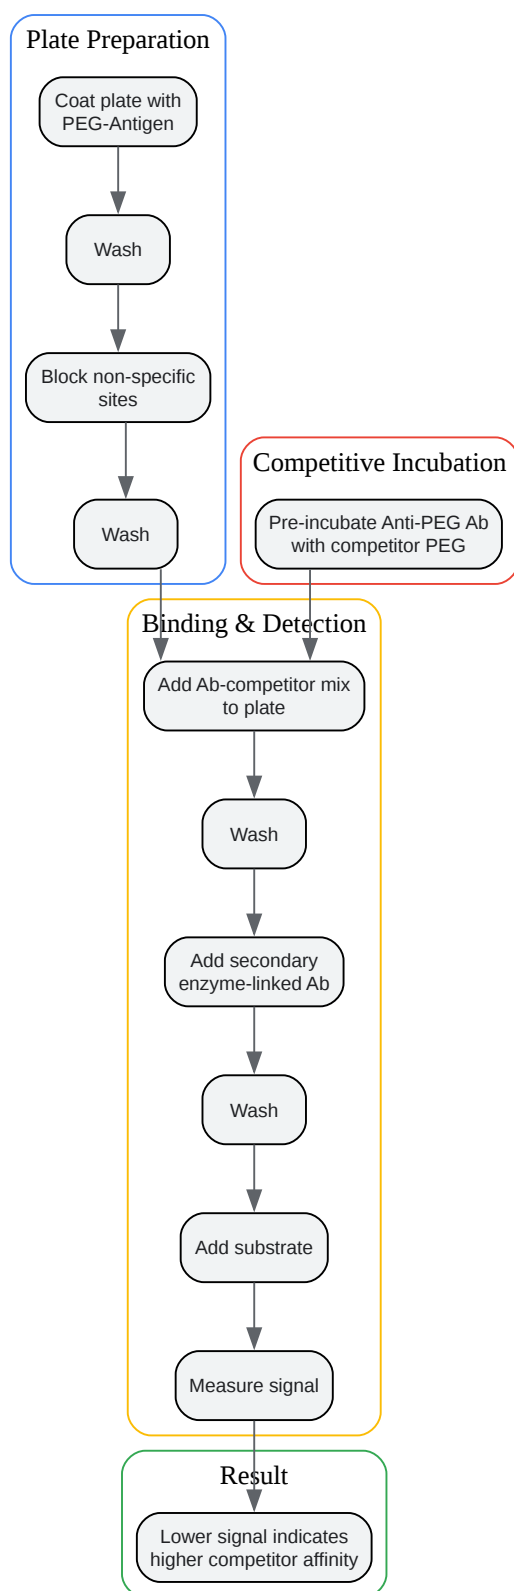 Plate Preparation
Coat plate with
PEG-Antigen
Wash
Block non-specific
sites
Wash
Competitive Incubation
Pre-incubate Anti-PEG Ab
with competitor PEG
Binding & Detection
Add Ab-competitor mix
to plate
Wash
Add secondary
enzyme-linked Ab
Wash
Add substrate
Measure signal
Result
Lower signal indicates
higher competitor affinity